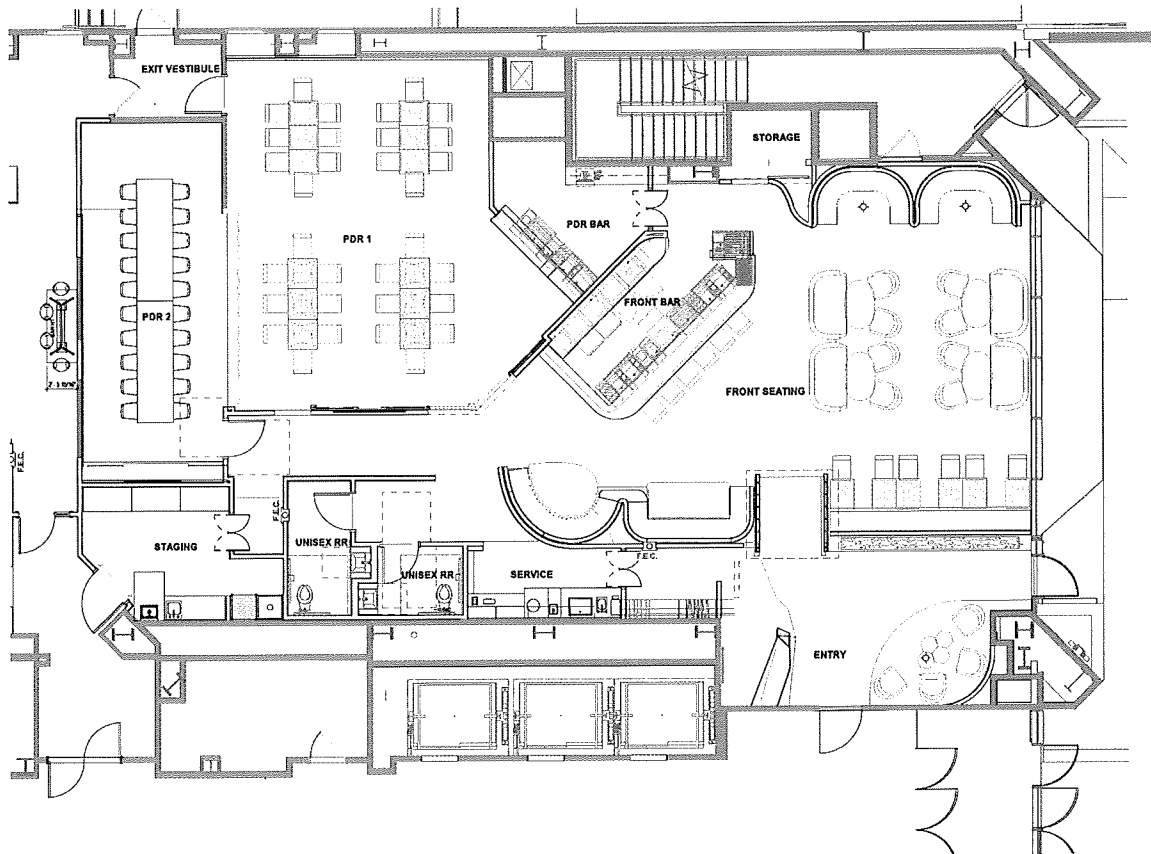 EXIT VESTIBULE
STORAGE
PDR BAR
PDR 1
FRONT BAR
PDR 2
FRONT SEATING
F.E.C.
F.E.C.
STAGING
UNISEX RR
UNISEX RR
SERVICE
F.E.C.
ENTRY